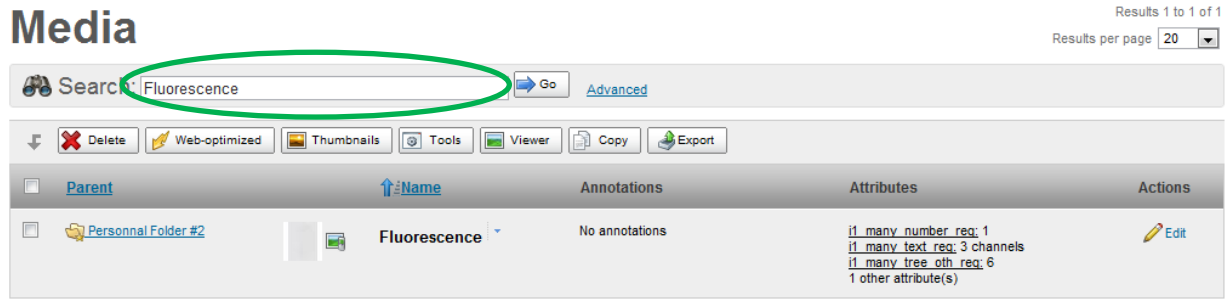 Media
Results 1 to 1 of 1
Results per page 20
Search: Fluorescence Go Advanced
Delete Web-optimized Thumbnails Tools Viewer Copy Export
Parent Name Annotations Attributes Actions
Personnal Folder #2 Fluorescence No annotations i1_many_number_req: 1 Edit
i1_many_text_req: 3 channels
i1_many_tree_oth_req: 6
1 other attribute(s)